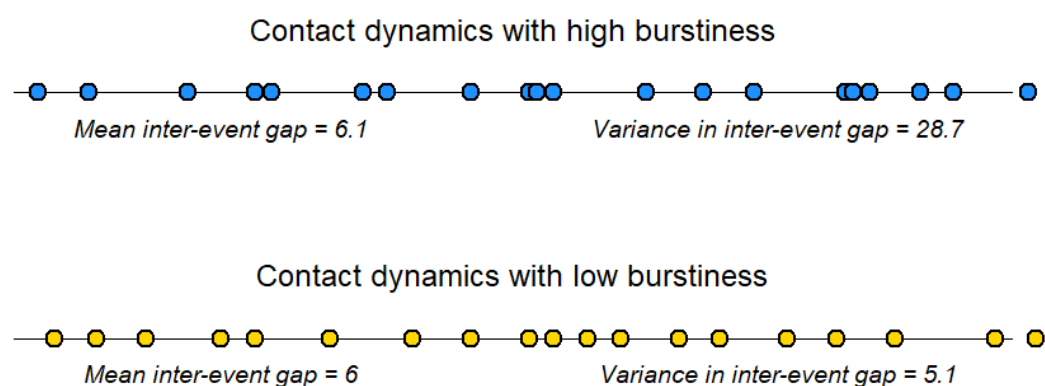 Contact dynamics with high burstiness
Mean inter-event gap = 6.1
Variance in inter-event gap = 28.7
Contact dynamics with low burstiness
Mean inter-event gap = 6
Variance in inter-event gap = 5.1